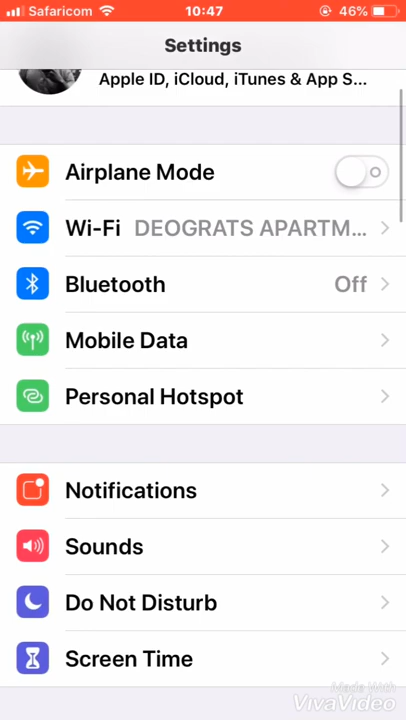 Safaricom 10:47 46%
Settings
Apple ID, iCloud, iTunes & App S...
Airplane Mode
Wi-Fi DEOGRATS APARTM...
Bluetooth Off
Mobile Data
Personal Hotspot
Notifications
Sounds
Do Not Disturb
Screen Time
Made With
VivaVideo